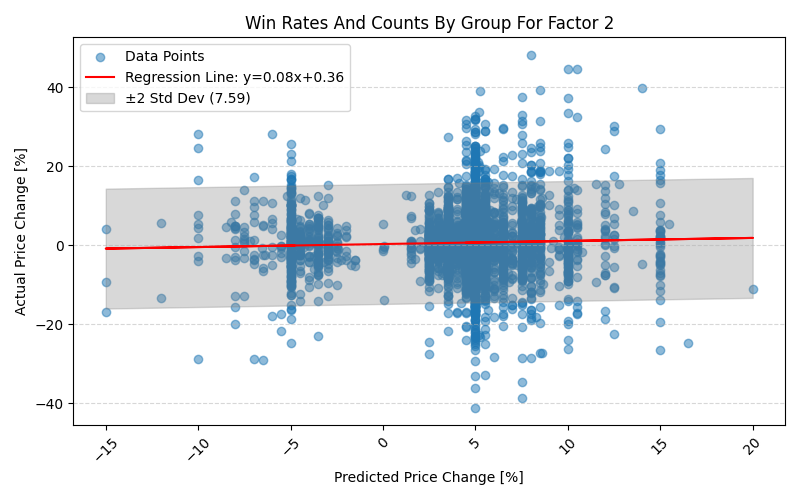 Win Rates And Counts By Group For Factor 2
Data Points
Regression Line: y=0.08x+0.36
±2 Std Dev (7.59)
Actual Price Change [%]
40
20
0
−20
−40
−15
−10
−5
0
5
10
15
20
Predicted Price Change [%]